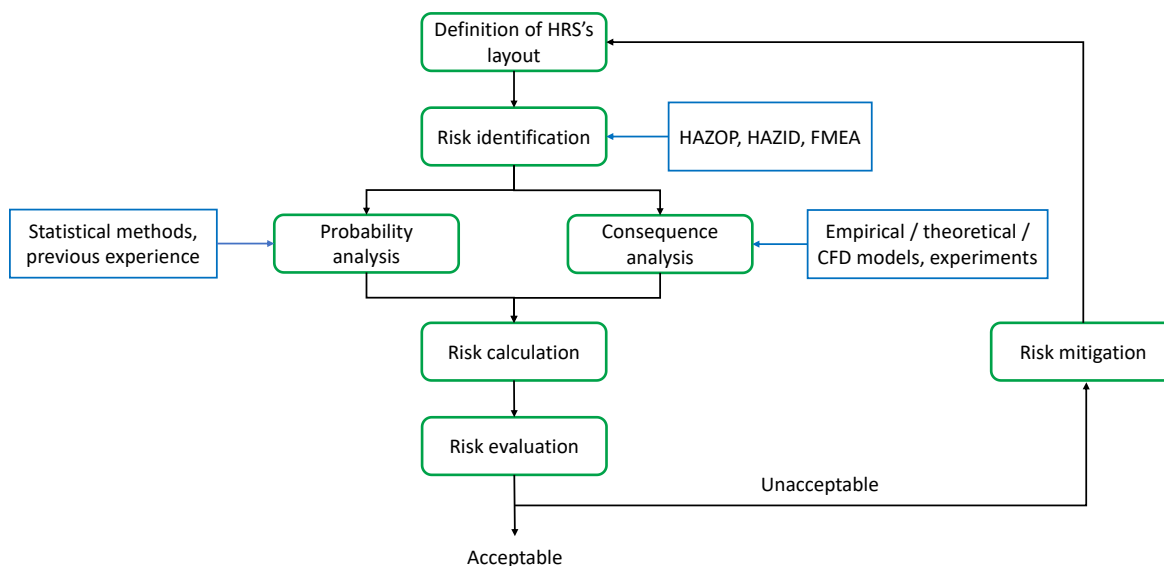 Definition of HRS's
layout
Risk identification
HAZOP, HAZID, FMEA
Statistical methods,
previous experience
Probability
analysis
Consequence
analysis
Empirical / theoretical /
CFD models, experiments
Risk calculation
Risk mitigation
Risk evaluation
Unacceptable
Acceptable